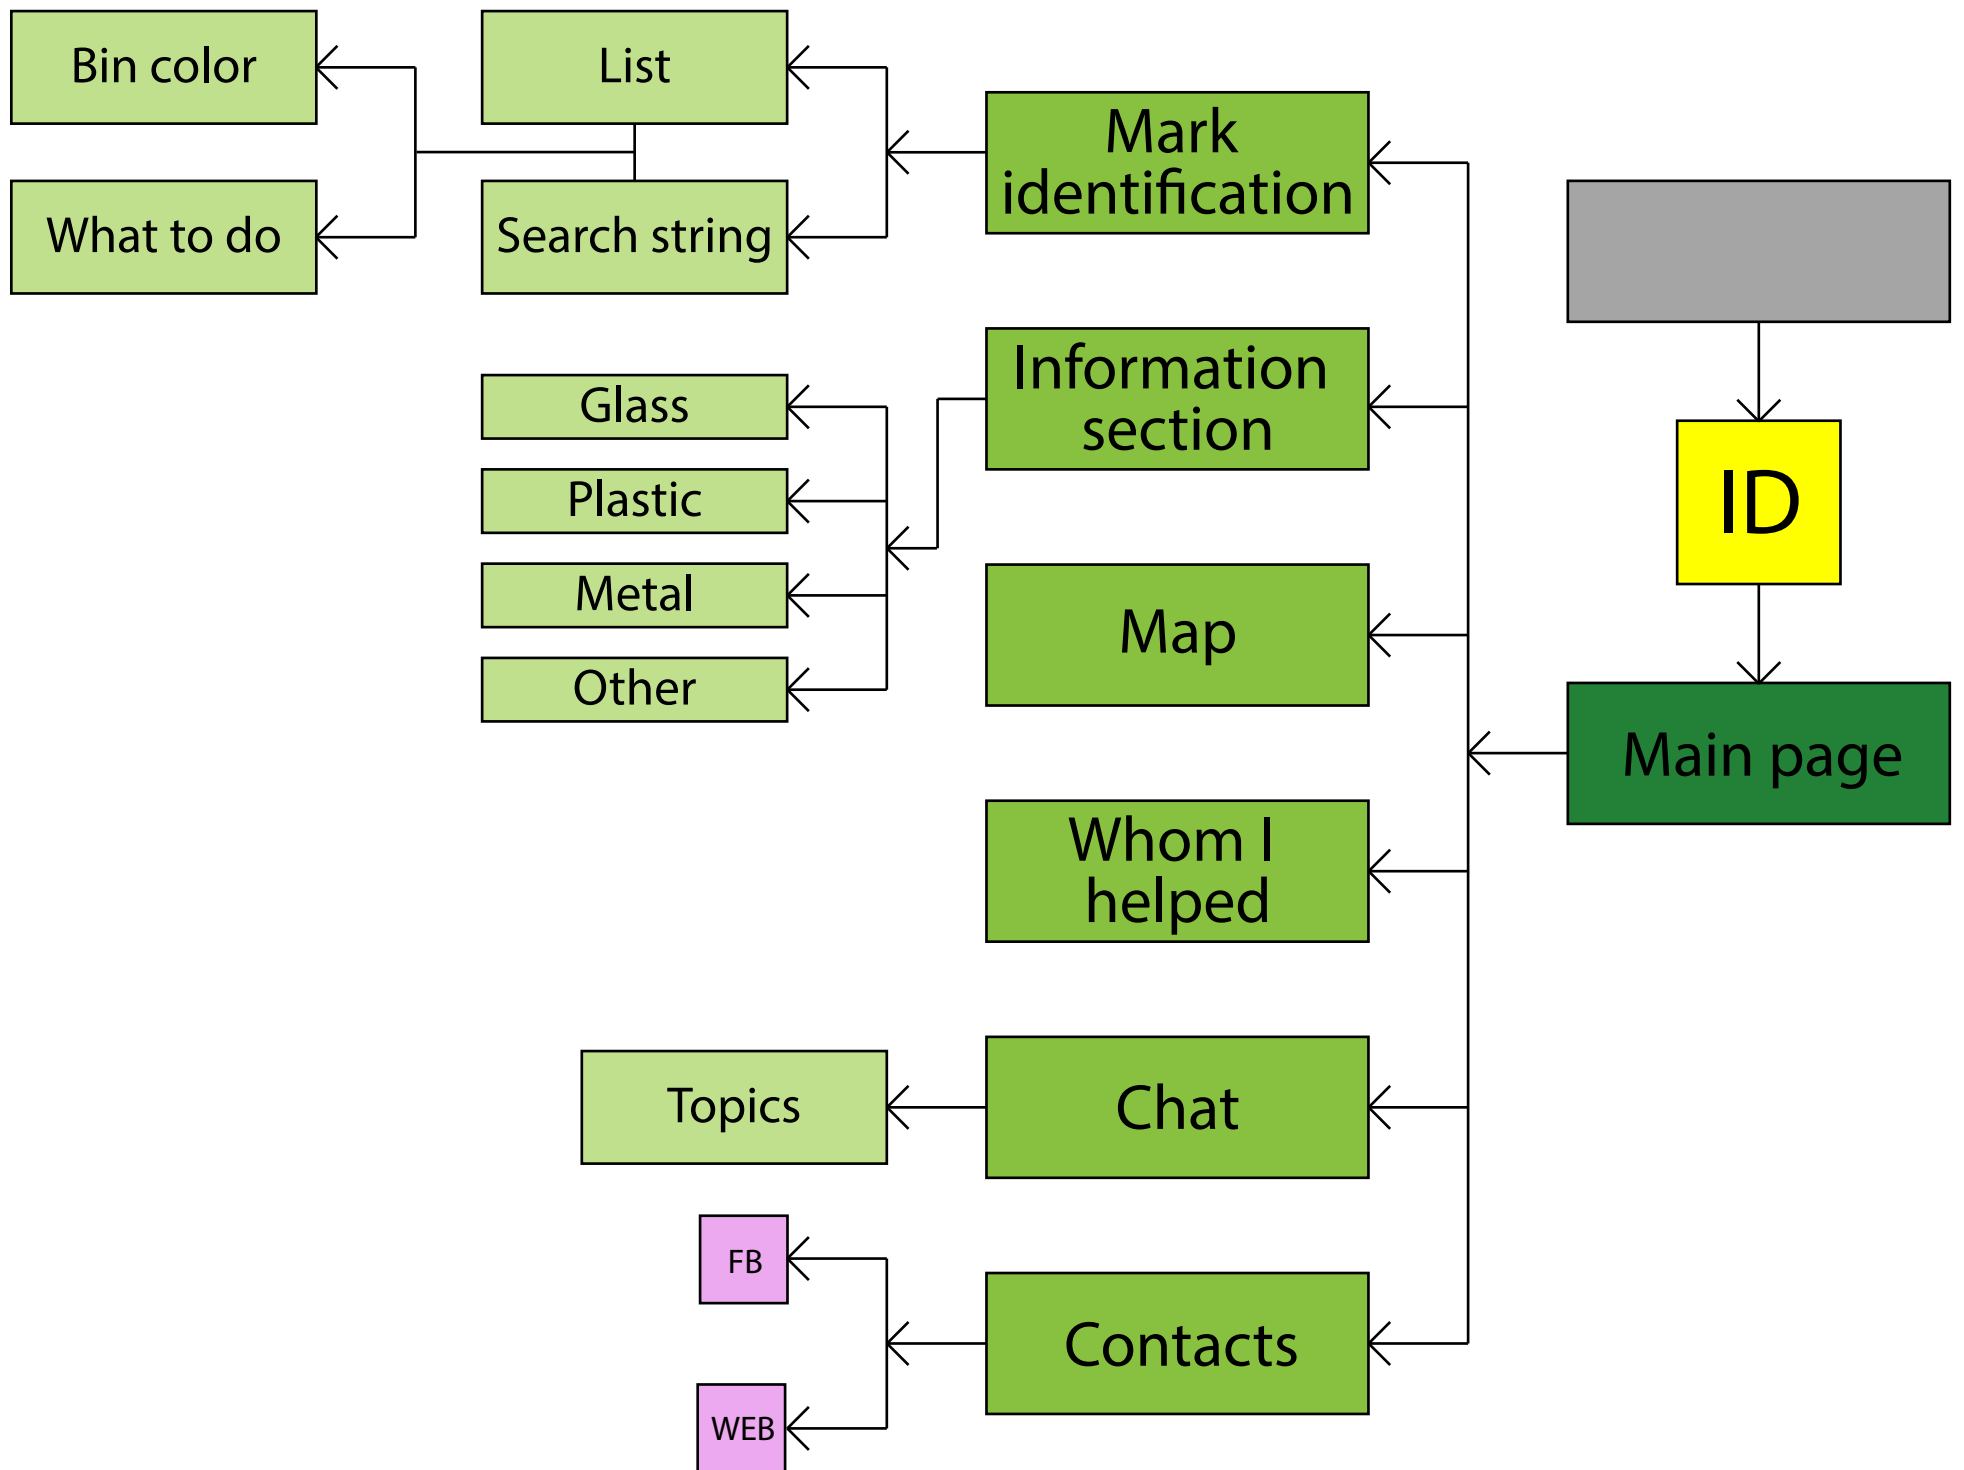 Bin color
List
Mark
identification
What to do
Search string
Information
section
Glass
Plastic
ID
Metal
Map
Other
Main page
Whom I
helped
Topics
Chat
FB
Contacts
WEB